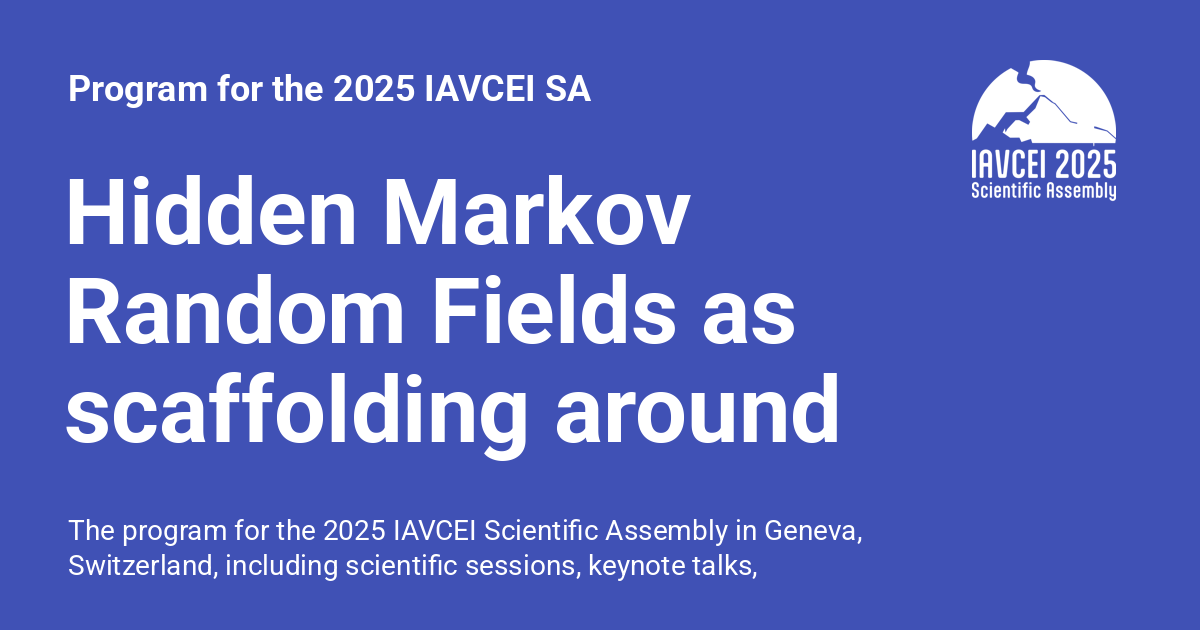 Program for the 2025 IAVCEI SA
IAVCEI 2025
Scientific Assembly
Hidden Markov
Random Fields as
scaffolding around
The program for the 2025 IAVCEI Scientific Assembly in Geneva,
Switzerland, including scientific sessions, keynote talks,